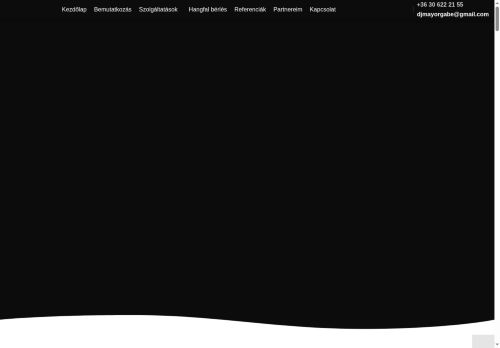 +36 30 622 21 55
Kezdőlap Bemutatkozás Szolgáltatások Hangfal bérlés Referenciák Partnereim Kapcsolat
djmayorgabe@gmail.com